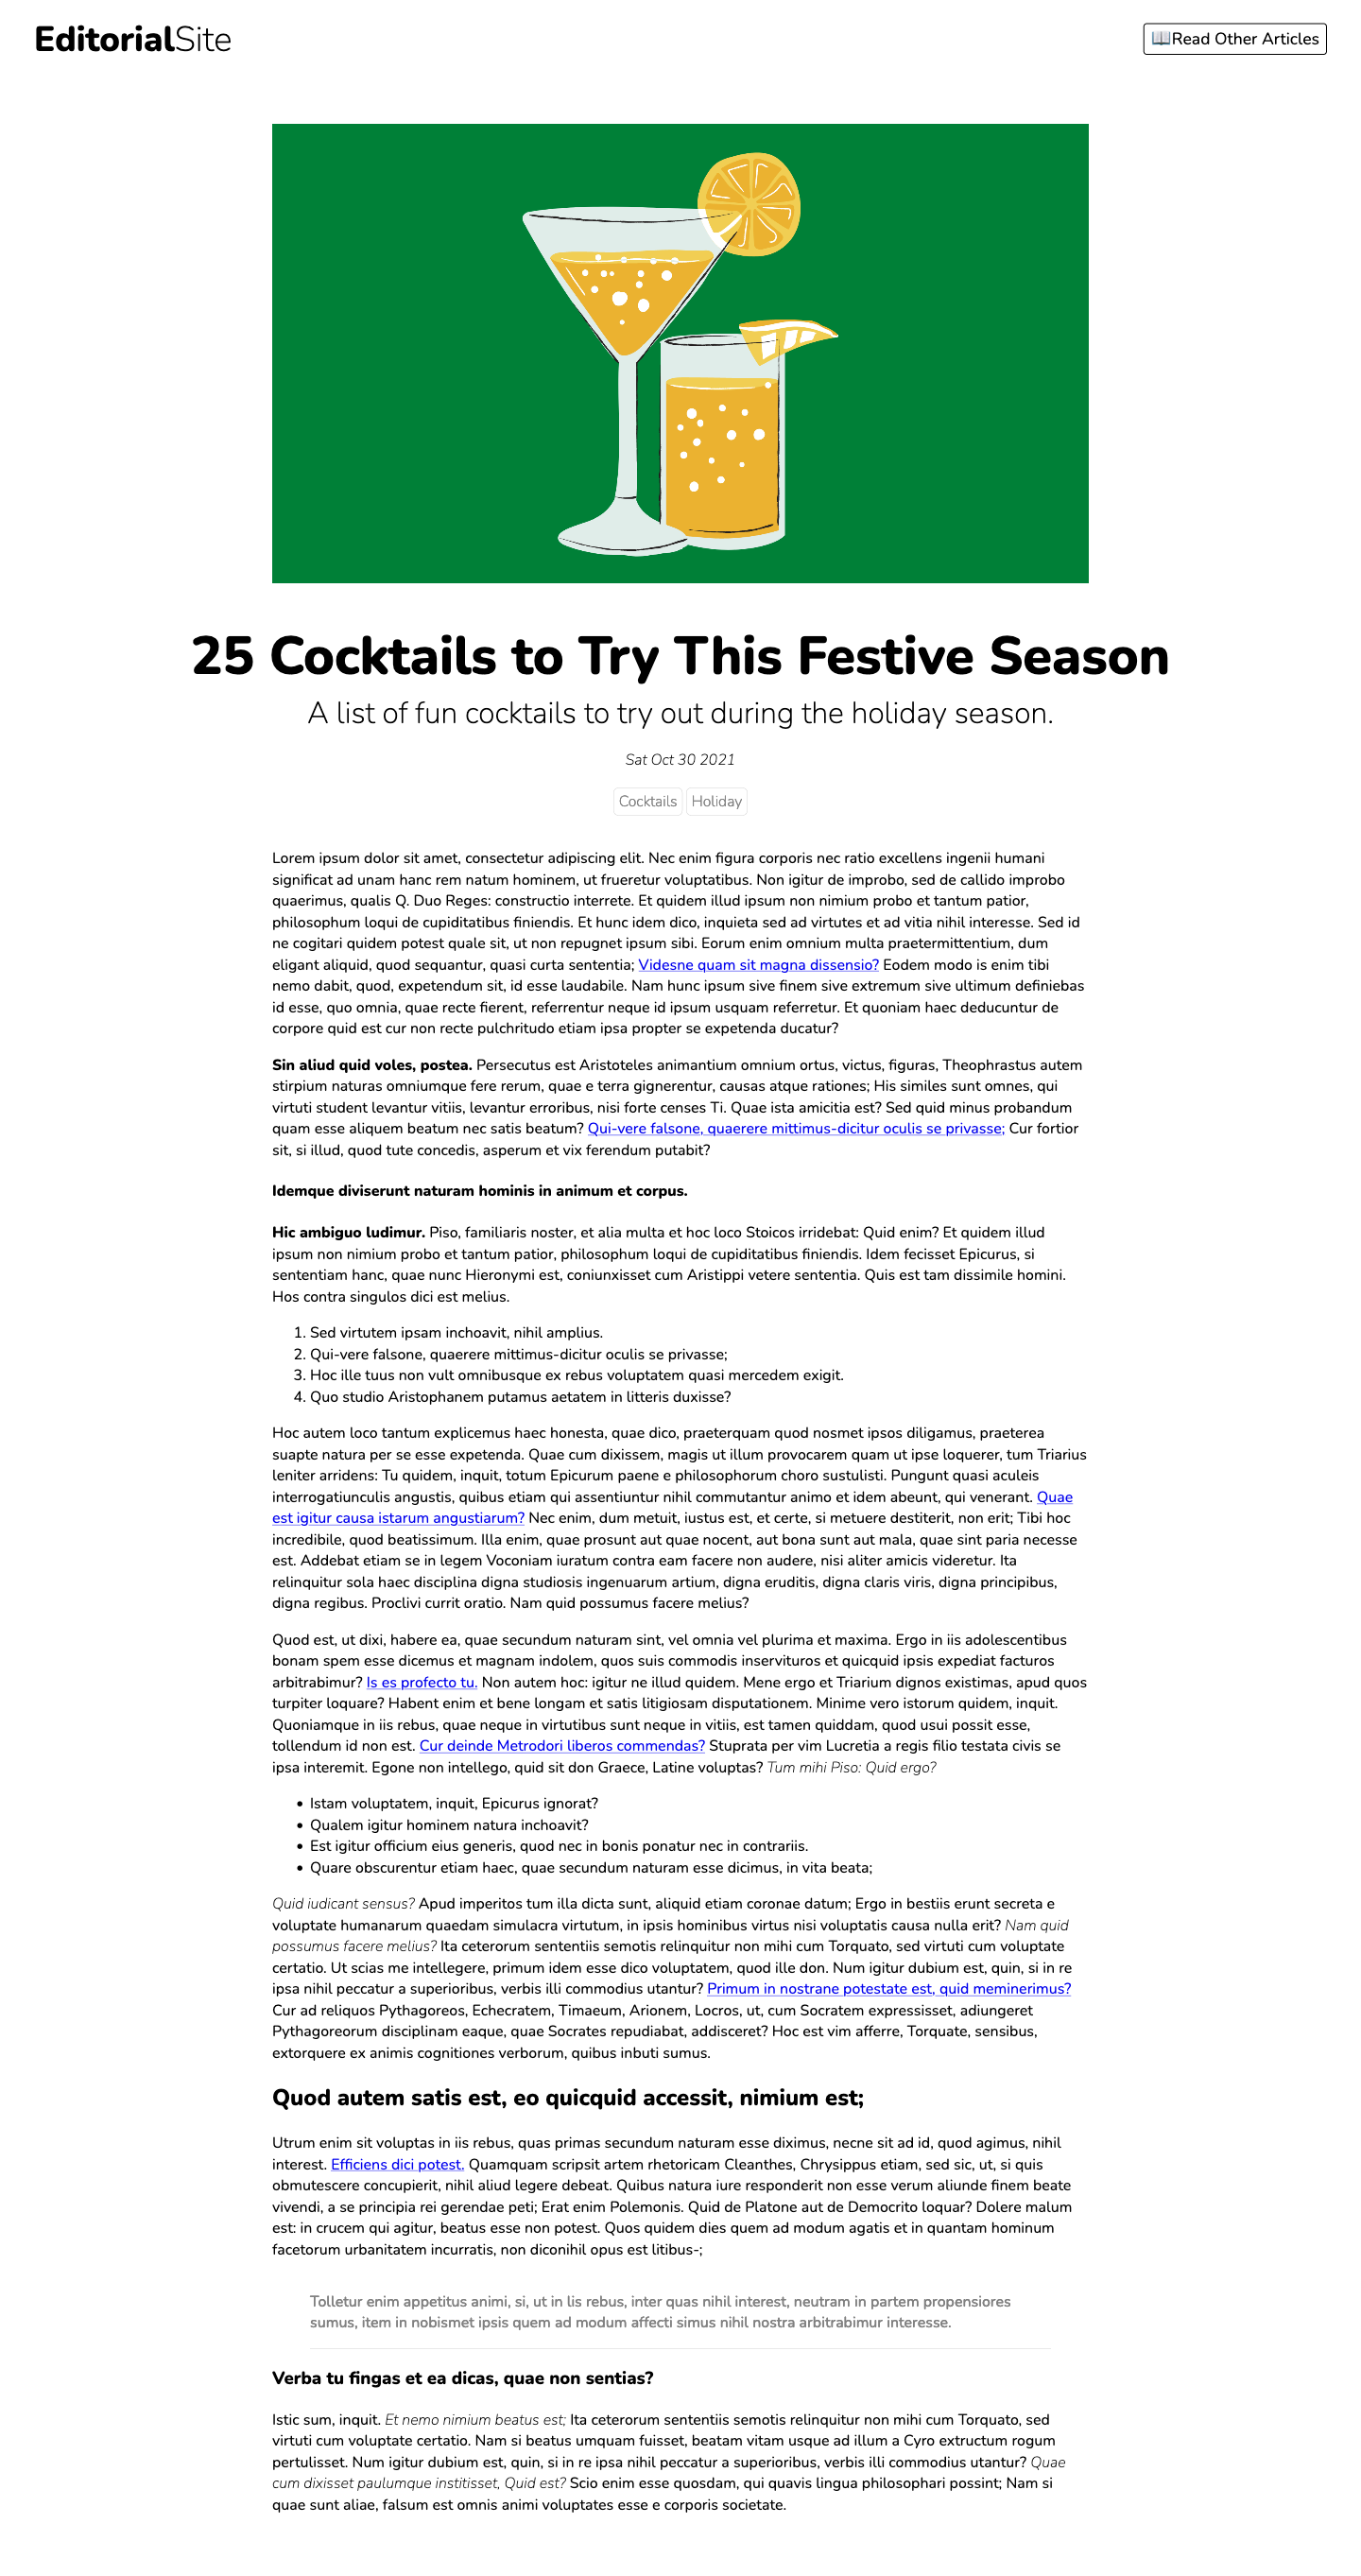 EditorialSite
📖Read Other Articles
25 Cocktails to Try This Festive Season
A list of fun cocktails to try out during the holiday season.
Sat Oct 30 2021
Cocktails Holiday
Lorem ipsum dolor sit amet, consectetur adipiscing elit. Nec enim figura corporis nec ratio excellens ingenii humani
significat ad unam hanc rem natum hominem, ut frueretur voluptatibus. Non igitur de improbo, sed de callido improbo
quaerimus, qualis Q. Duo Reges: constructio interrete. Et quidem illud ipsum non nimium probo et tantum patior,
philosophum loqui de cupiditatibus finiendis. Et hunc idem dico, inquieta sed ad virtutes et ad vitia nihil interesse. Sed id
ne cogitari quidem potest quale sit, ut non repugnet ipsum sibi. Eorum enim omnium multa praetermittentium, dum
eligant aliquid, quod sequantur, quasi curta sententia; Videsne quam sit magna dissensio? Eodem modo is enim tibi
nemo dabit, quod, expetendum sit, id esse laudabile. Nam hunc ipsum sive finem sive extremum sive ultimum definiebas
id esse, quo omnia, quae recte fierent, referrentur neque id ipsum usquam referretur. Et quoniam haec deducuntur de
corpore quid est cur non recte pulchritudo etiam ipsa propter se expetenda ducatur?
Sin aliud quid voles, postea. Persecutus est Aristoteles animantium omnium ortus, victus, figuras, Theophrastus autem
stirpium naturas omniumque fere rerum, quae e terra gignerentur, causas atque rationes; His similes sunt omnes, qui
virtuti student levantur vitiis, levantur erroribus, nisi forte censes Ti. Quae ista amicitia est? Sed quid minus probandum
quam esse aliquem beatum nec satis beatum? Qui-vere falsone, quaerere mittimus-dicitur oculis se privasse; Cur fortior
sit, si illud, quod tute concedis, asperum et vix ferendum putabit?
Idemque diviserunt naturam hominis in animum et corpus.
Hic ambiguo ludimur. Piso, familiaris noster, et alia multa et hoc loco Stoicos irridebat: Quid enim? Et quidem illud
ipsum non nimium probo et tantum patior, philosophum loqui de cupiditatibus finiendis. Idem fecisset Epicurus, si
sententiam hanc, quae nunc Hieronymi est, coniunxisset cum Aristippi vetere sententia. Quis est tam dissimile homini.
Hos contra singulos dici est melius.
1. Sed virtutem ipsam inchoavit, nihil amplius.
2. Qui-vere falsone, quaerere mittimus-dicitur oculis se privasse;
3. Hoc ille tuus non vult omnibusque ex rebus voluptatem quasi mercedem exigit.
4. Quo studio Aristophanem putamus aetatem in litteris duxisse?
Hoc autem loco tantum explicemus haec honesta, quae dico, praeterquam quod nosmet ipsos diligamus, praeterea
suapte natura per se esse expetenda. Quae cum dixissem, magis ut illum provocarem quam ut ipse loquerer, tum Triarius
leniter arridens: Tu quidem, inquit, totum Epicurum paene e philosophorum choro sustulisti. Pungunt quasi aculeis
interrogatiunculis angustis, quibus etiam qui assentiuntur nihil commutantur animo et idem abeunt, qui venerant. Quae
est igitur causa istarum angustiarum? Nec enim, dum metuit, iustus est, et certe, si metuere destiterit, non erit; Tibi hoc
incredibile, quod beatissimum. Illa enim, quae prosunt aut quae nocent, aut bona sunt aut mala, quae sint paria necesse
est. Addebat etiam se in legem Voconiam iuratum contra eam facere non audere, nisi aliter amicis videretur. Ita
relinquitur sola haec disciplina digna studiosis ingenuarum artium, digna eruditis, digna claris viris, digna principibus,
digna regibus. Proclivi currit oratio. Nam quid possumus facere melius?
Quod est, ut dixi, habere ea, quae secundum naturam sint, vel omnia vel plurima et maxima. Ergo in iis adolescentibus
bonam spem esse dicemus et magnam indolem, quos suis commodis inservituros et quicquid ipsis expediat facturos
arbitrabimur? Is es profecto tu. Non autem hoc: igitur ne illud quidem. Mene ergo et Triarium dignos existimas, apud quos
turpiter loquare? Habent enim et bene longam et satis litigiosam disputationem. Minime vero istorum quidem, inquit.
Quoniamque in iis rebus, quae neque in virtutibus sunt neque in vitiis, est tamen quiddam, quod usui possit esse,
tollendum id non est. Cur deinde Metrodori liberos commendas? Stuprata per vim Lucretia a regis filio testata civis se
ipsa interemit. Egone non intellego, quid sit don Graece, Latine voluptas? Tum mihi Piso: Quid ergo?
• Istam voluptatem, inquit, Epicurus ignorat?
• Qualem igitur hominem natura inchoavit?
• Est igitur officium eius generis, quod nec in bonis ponatur nec in contrariis.
• Quare obscurentur etiam haec, quae secundum naturam esse dicimus, in vita beata;
Quid iudicant sensus? Apud imperitos tum illa dicta sunt, aliquid etiam coronae datum; Ergo in bestiis erunt secreta e
voluptate humanarum quaedam simulacra virtutum, in ipsis hominibus virtus nisi voluptatis causa nulla erit? Nam quid
possumus facere melius? Ita ceterorum sententiis semotis relinquitur non mihi cum Torquato, sed virtuti cum voluptate
certatio. Ut scias me intellegere, primum idem esse dico voluptatem, quod ille don. Num igitur dubium est, quin, si in re
ipsa nihil peccatur a superioribus, verbis illi commodius utantur? Primum in nostrane potestate est, quid meminerimus?
Cur ad reliquos Pythagoreos, Echecratem, Timaeum, Arionem, Locros, ut, cum Socratem expressisset, adiungeret
Pythagoreorum disciplinam eaque, quae Socrates repudiabat, addisceret? Hoc est vim afferre, Torquate, sensibus,
extorquere ex animis cognitiones verborum, quibus inbuti sumus.
Quod autem satis est, eo quicquid accessit, nimium est;
Utrum enim sit voluptas in iis rebus, quas primas secundum naturam esse diximus, necne sit ad id, quod agimus, nihil
interest. Efficiens dici potest. Quamquam scripsit artem rhetoricam Cleanthes, Chrysippus etiam, sed sic, ut, si quis
obmutescere concupierit, nihil aliud legere debeat. Quibus natura iure responderit non esse verum aliunde finem beate
vivendi, a se principia rei gerendae peti; Erat enim Polemonis. Quid de Platone aut de Democrito loquar? Dolere malum
est: in crucem qui agitur, beatus esse non potest. Quos quidem dies quem ad modum agatis et in quantam hominum
facetorum urbanitatem incurratis, non diconihil opus est litibus-;
Tolletur enim appetitus animi, si, ut in lis rebus, inter quas nihil interest, neutram in partem propensiores
sumus, item in nobismet ipsis quem ad modum affecti simus nihil nostra arbitrabimur interesse.
Verba tu fingas et ea dicas, quae non sentias?
Istic sum, inquit. Et nemo nimium beatus est; Ita ceterorum sententiis semotis relinquitur non mihi cum Torquato, sed
virtuti cum voluptate certatio. Nam si beatus umquam fuisset, beatam vitam usque ad illum a Cyro extructum rogum
pertulisset. Num igitur dubium est, quin, si in re ipsa nihil peccatur a superioribus, verbis illi commodius utantur? Quae
cum dixisset paulumque institisset, Quid est? Scio enim esse quosdam, qui quavis lingua philosophari possint; Nam si
quae sunt aliae, falsum est omnis animi voluptates esse e corporis societate.